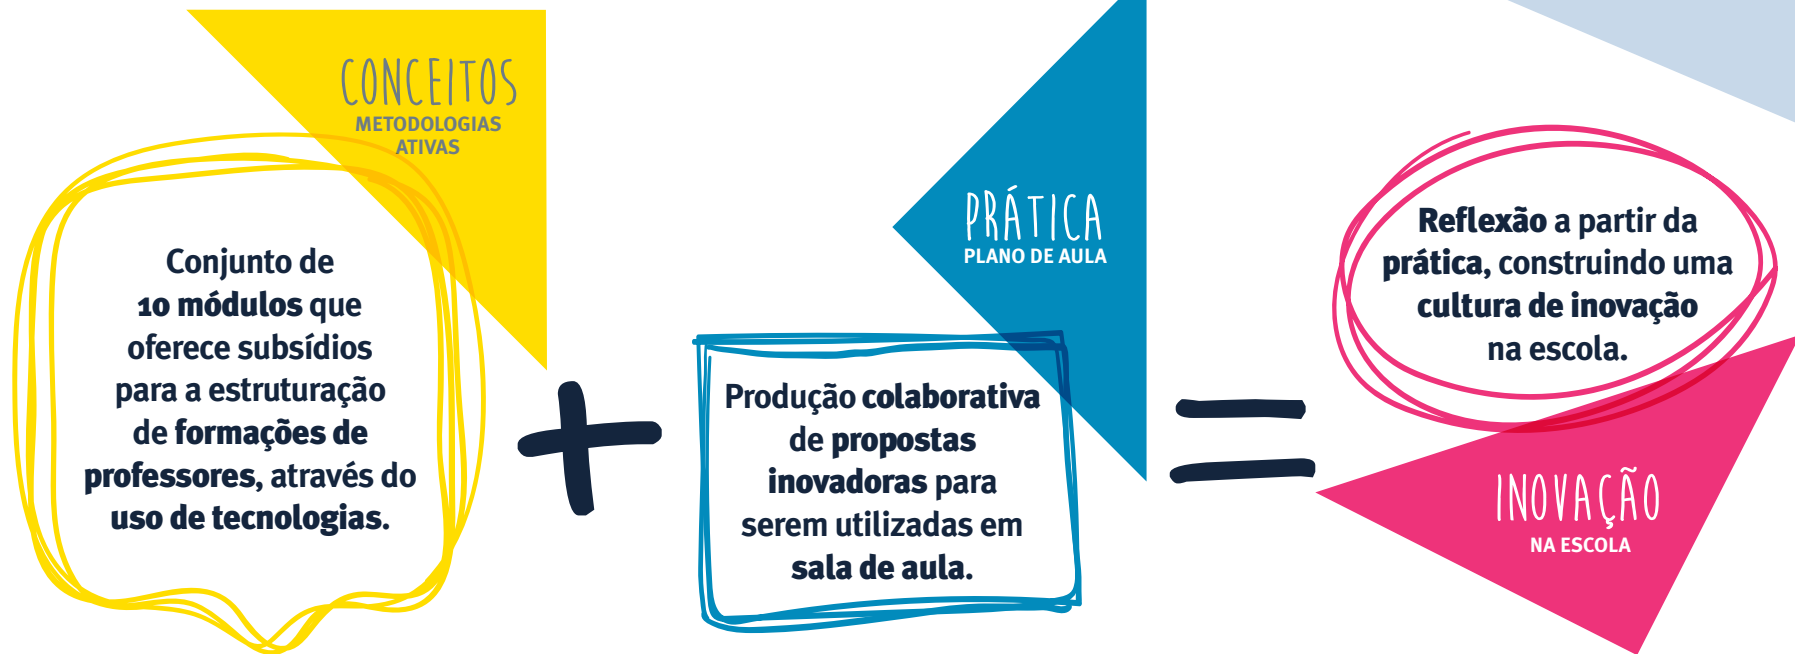 CONCEITOS
METODOLOGIAS
ATIVAS
Conjunto de
10 módulos que
oferece subsídios
para a estruturação
de formações de
professores, através do
uso de tecnologias.
+
PRÁTICA
PLANO DE AULA
Produção colaborativa
de propostas
inovadoras para
serem utilizadas em
sala de aula.
=
Reflexão a partir da
prática, construindo uma
cultura de inovação
na escola.
INOVAÇÃO
NA ESCOLA